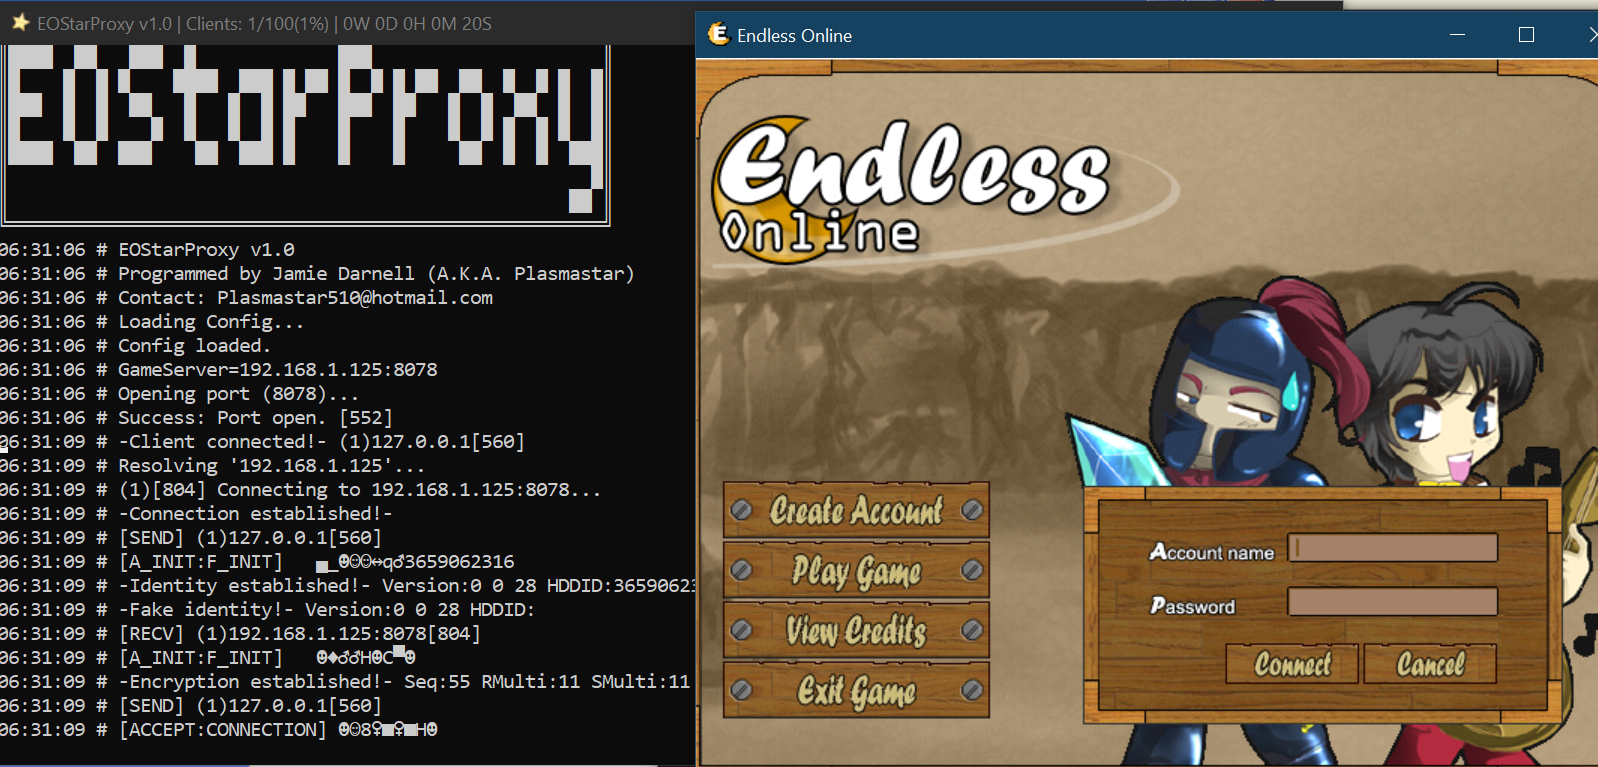 EOStarProxy v1.0 | Clients: 1/100(1%) | 0W 0D 0H 0M 20S
EOStarProxy
06:31:06 # EOStarProxy v1.0
06:31:06 # Programmed by Jamie Darnell (A.K.A. Plasmastar)
06:31:06 # Contact: Plasmastar510@hotmail.com
06:31:06 # Loading Config...
06:31:06 # Config loaded.
06:31:06 # GameServer=192.168.1.125:8078
06:31:06 # Opening port (8078)...
06:31:06 # Success: Port open. [552]
06:31:09 # -Client connected!- (1)127.0.0.1[560]
06:31:09 # Resolving '192.168.1.125'...
06:31:09 # (1)[804] Connecting to 192.168.1.125:8078...
06:31:09 # -Connection established!-
06:31:09 # [SEND] (1)127.0.0.1[560]
06:31:09 # [A_INIT:F_INIT] ▄_☻☺☺↔q♂3659062316
06:31:09 # -Identity established!- Version:0 0 28 HDDID:3659062
06:31:09 # -Fake identity!- Version:0 0 28 HDDID:
06:31:09 # [RECV] (1)192.168.1.125:8078[804]
06:31:09 # [A_INIT:F_INIT] ☻♦♂♂H☻C▀☻
06:31:09 # -Encryption established!- Seq:55 RMulti:11 SMulti:11
06:31:09 # [SEND] (1)127.0.0.1[560]
06:31:09 # [ACCEPT:CONNECTION] ☻☺8♀■♀■H☻
Endless Online
Endless
Online
Create Account
Play Game
View Credits
Exit Game
Account name
Password
Connect Cancel